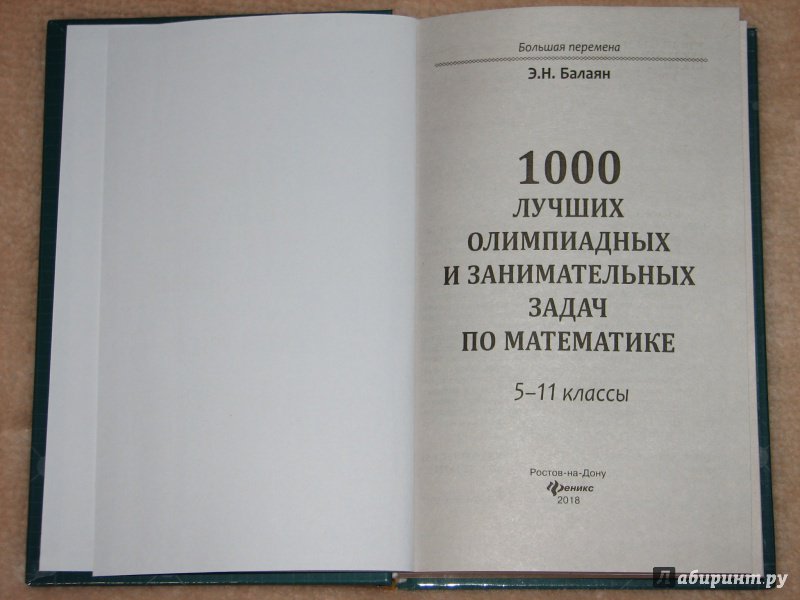 Большая перемена
Э.Н. Балаян
1000
ЛУЧШИХ
ОЛИМПИАДНЫХ
И ЗАНИМАТЕЛЬНЫХ
ЗАДАЧ
ПО МАТЕМАТИКЕ
5–11 классы
Ростов-на-Дону
Феникс
2018
Лабиринт.ру